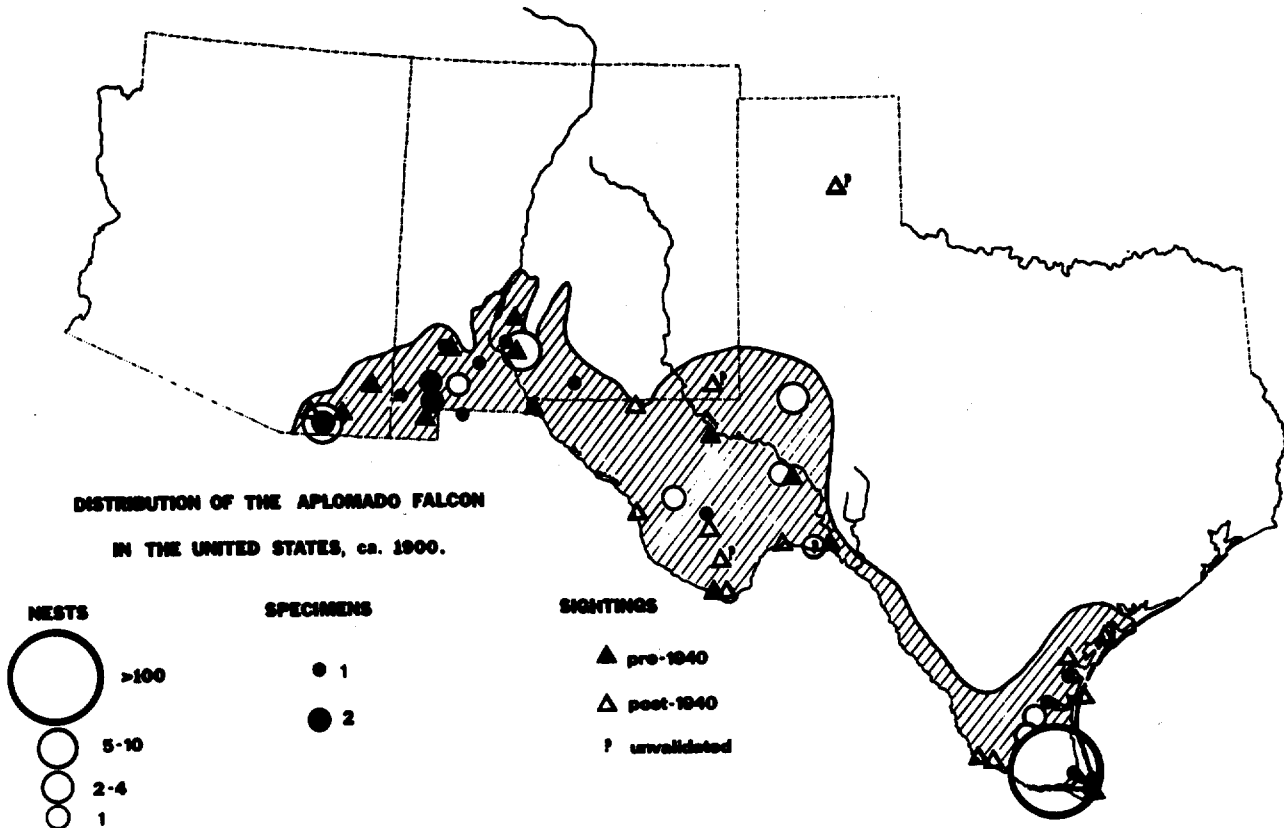 DISTRIBUTION OF THE APLOMADO FALCON
IN THE UNITED STATES, ca. 1900.
NESTS
>100
5-10
2-4
1
SPECIMENS
1
2
SIGHTINGS
pre-1940
post-1940
? unvalidated
?
?
?
?